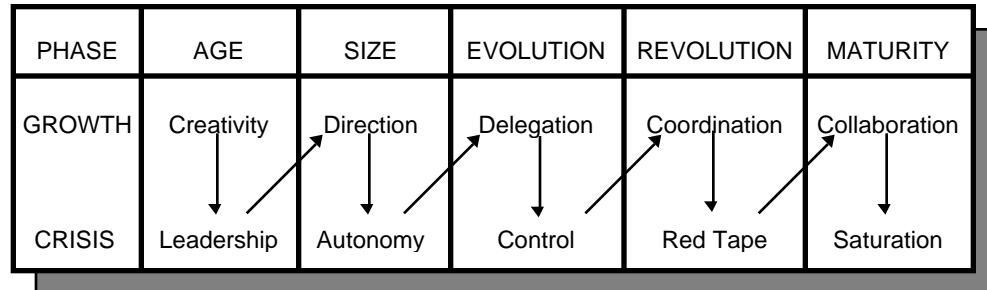 PHASE AGE SIZE EVOLUTION REVOLUTION MATURITY
GROWTH Creativity Direction Delegation Coordination Collaboration
CRISIS Leadership Autonomy Control Red Tape Saturation